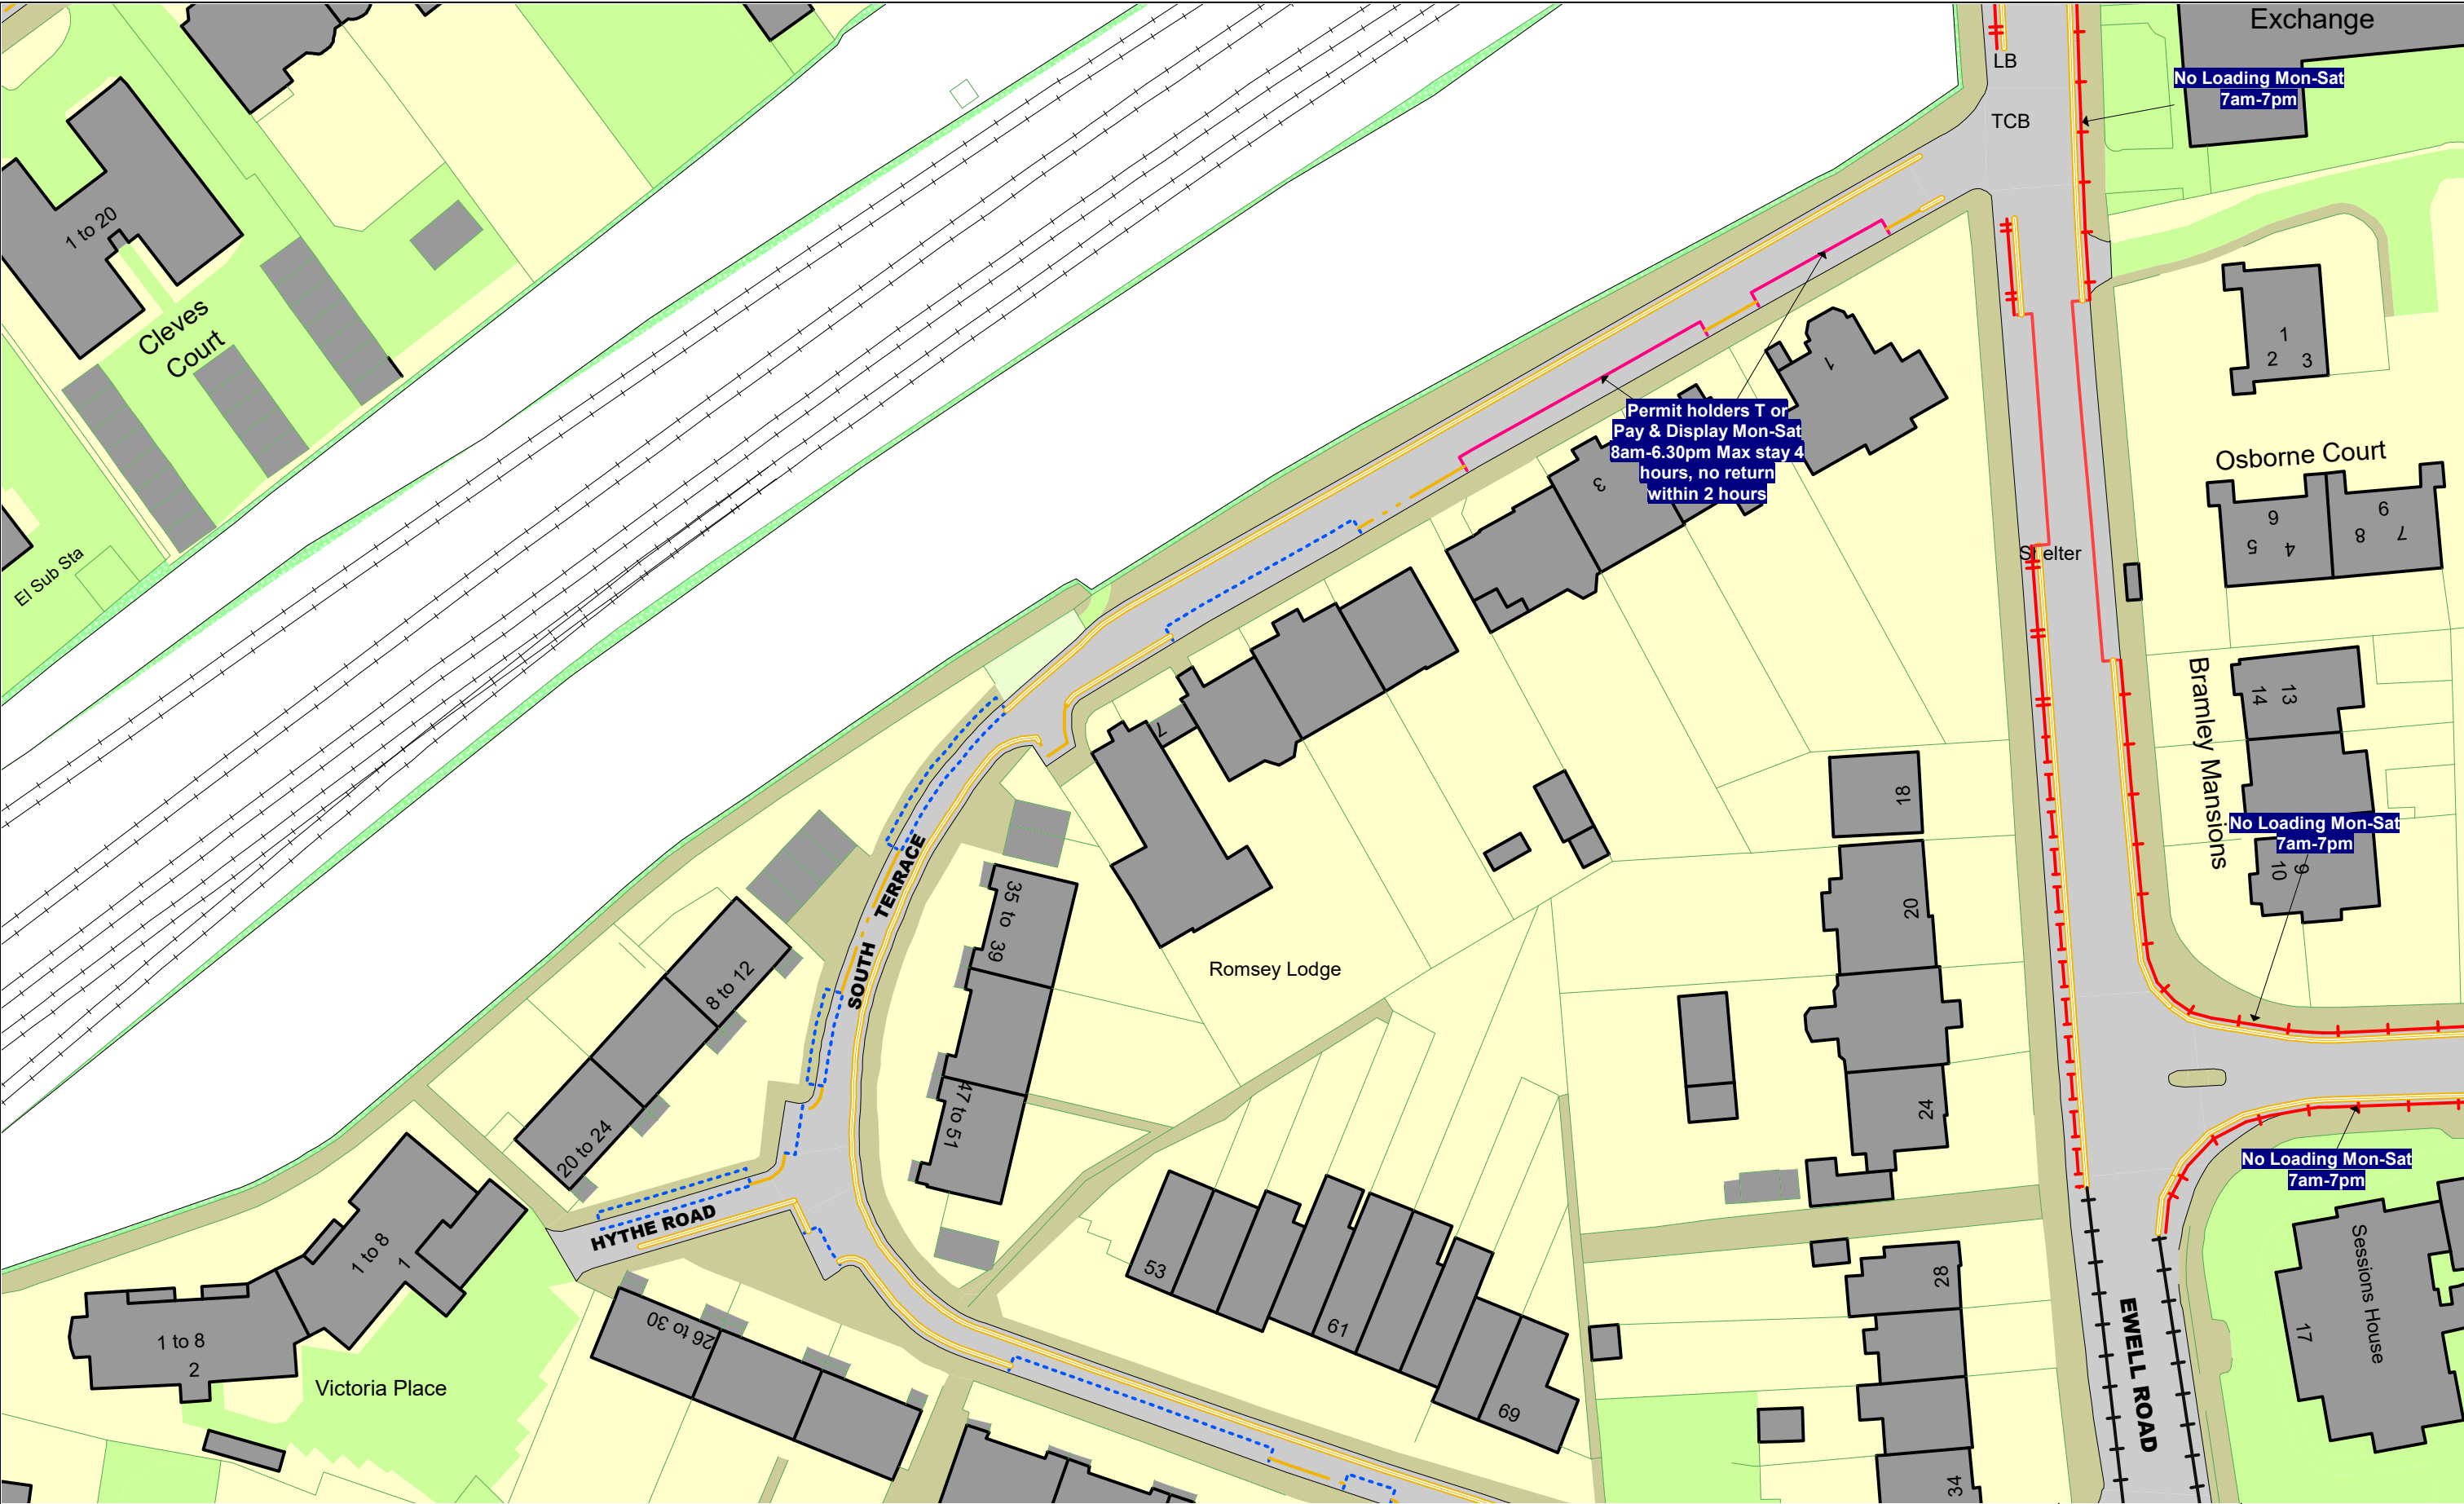 Exchange
LB
No Loading Mon-Sat
7am-7pm
TCB
1 to 20
Cleves
Court
El Sub Sta
1
2 3
1
Permit holders T or
Pay & Display Mon-Sat
8am-6.30pm Max stay 4
hours, no return
within 2 hours
3
Osborne Court
6
5 4
9
8 7
7
14 13
Bramley Mansions
No Loading Mon-Sat
7am-7pm
10 9
18
20
24
28
34
SOUTH TERRACE
35 to 39
47 to 51
Romsey Lodge
8 to 12
20 to 24
HYTHE ROAD
1 to 8
1
1 to 8
2
Victoria Place
26 to 30
53
61
69
No Loading Mon-Sat
7am-7pm
Sessions House
17
EWELL ROAD